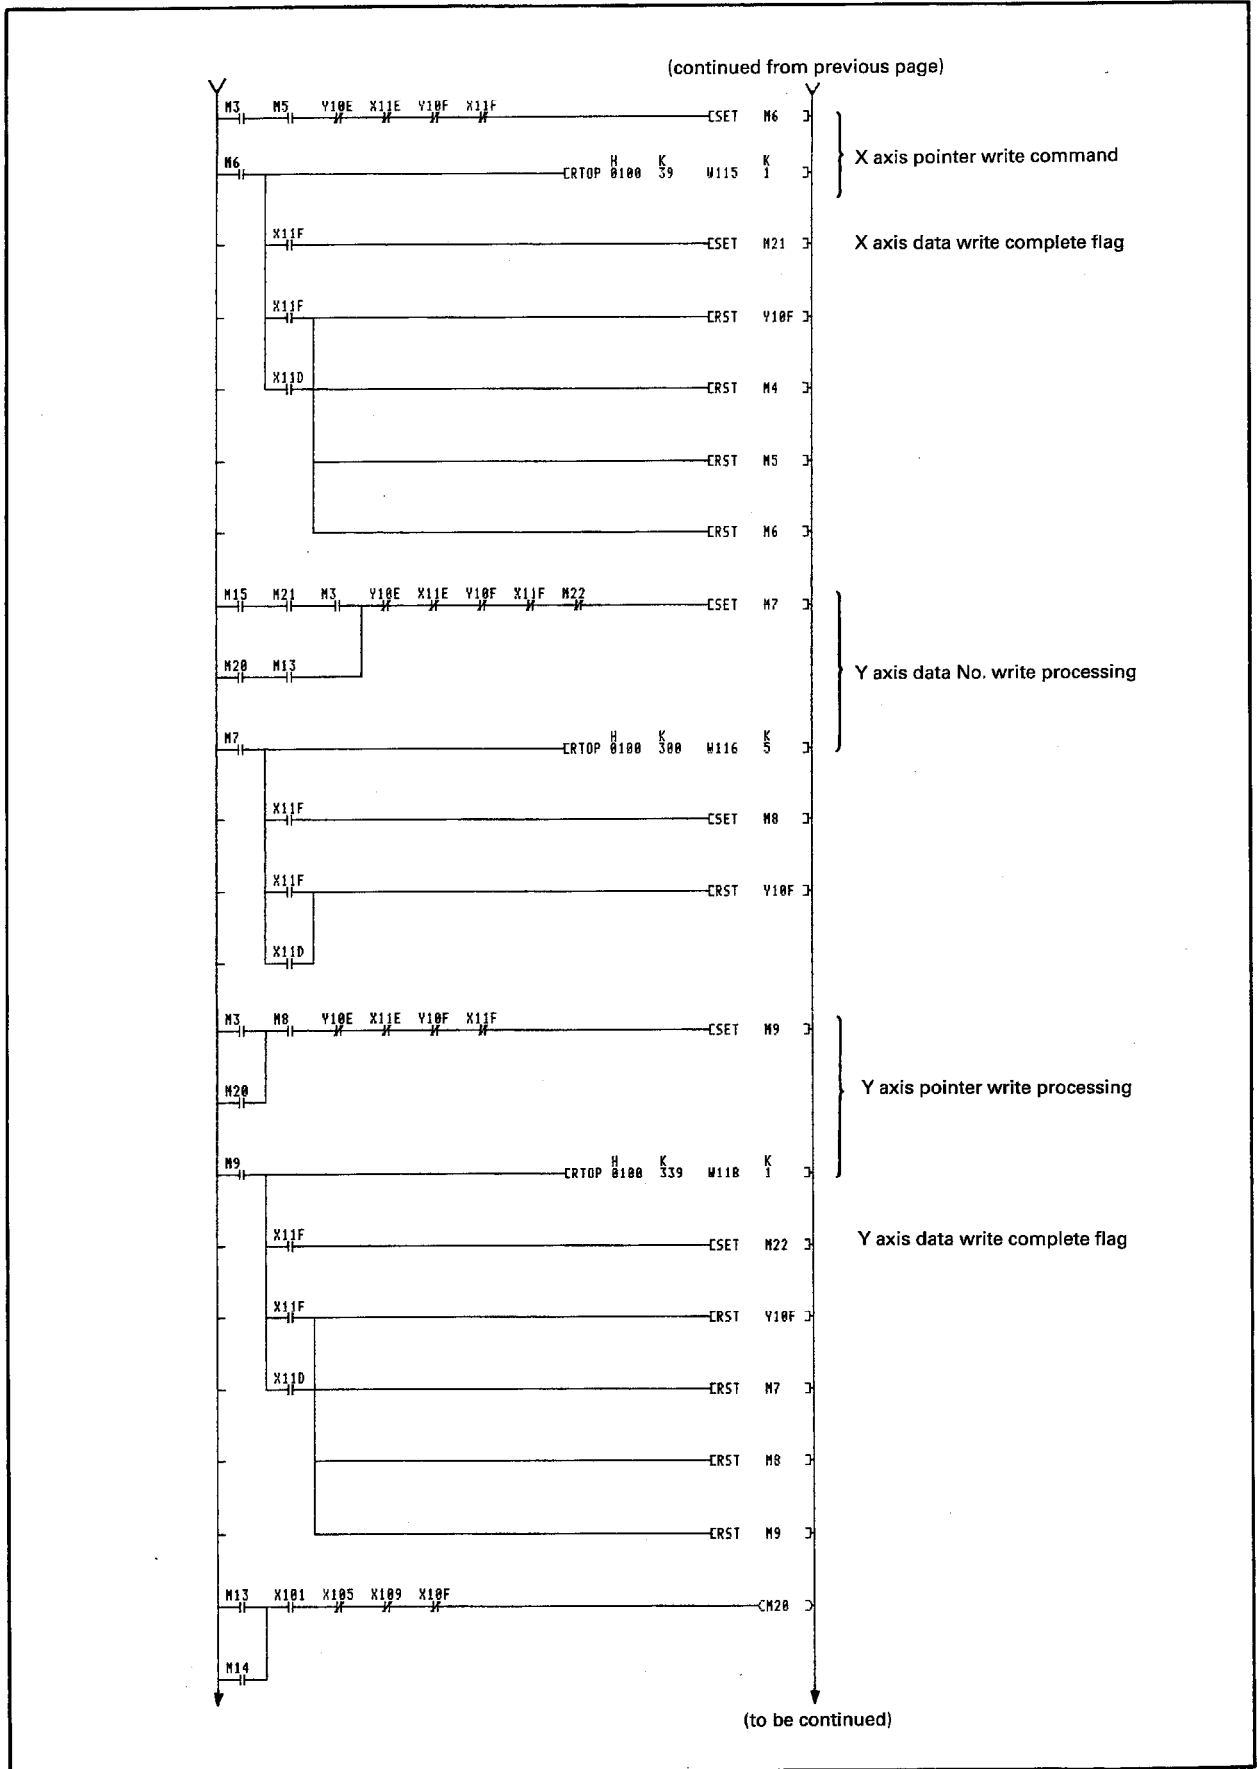 (continued from previous page)
M3 M5 Y10E X11E Y10F X11F
[SET M6 ]
X axis pointer write command
M6
H K K
[RTOP 0100 39 W115 1 ]
X11F
[SET M21 ]
X axis data write complete flag
X11F
[RST Y10F ]
X11D
[RST M4 ]
[RST M5 ]
[RST M6 ]
M15 M21 M3 Y10E X11E Y10F X11F M22
[SET M7 ]
M20 M13
Y axis data No. write processing
M7
H K K
[RTOP 0100 300 W116 5 ]
X11F
[SET M8 ]
X11F
[RST Y10F ]
X11D
M3 M8 Y10E X11E Y10F X11F
[SET M9 ]
Y axis pointer write processing
M20
M9
H K K
[RTOP 0100 339 W11B 1 ]
X11F
[SET M22 ]
Y axis data write complete flag
X11F
[RST Y10F ]
X11D
[RST M7 ]
[RST M8 ]
[RST M9 ]
M13 X101 X105 X109 X10F
(M20 )
M14
(to be continued)